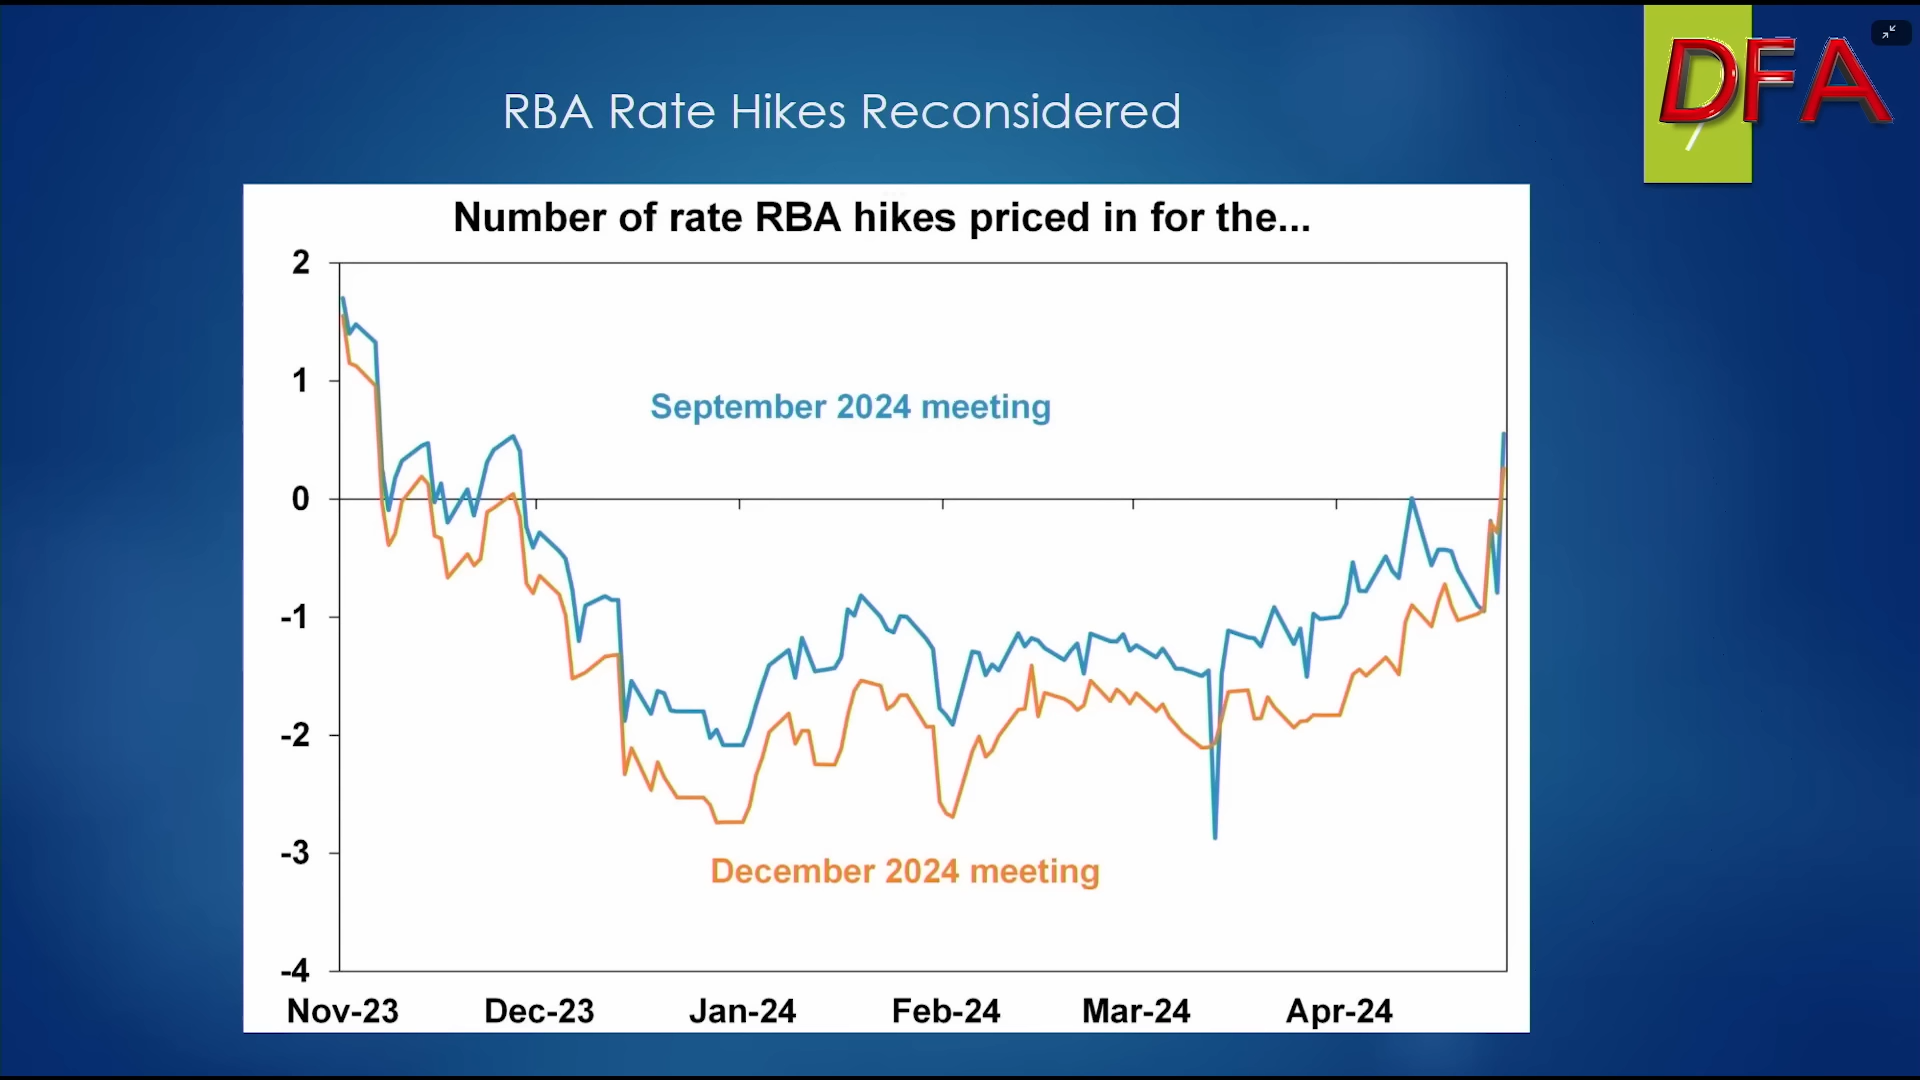 DFA
7
RBA Rate Hikes Reconsidered
Number of rate RBA hikes priced in for the...
2
1
0
-1
-2
-3
-4
September 2024 meeting
December 2024 meeting
Nov-23 Dec-23 Jan-24 Feb-24 Mar-24 Apr-24